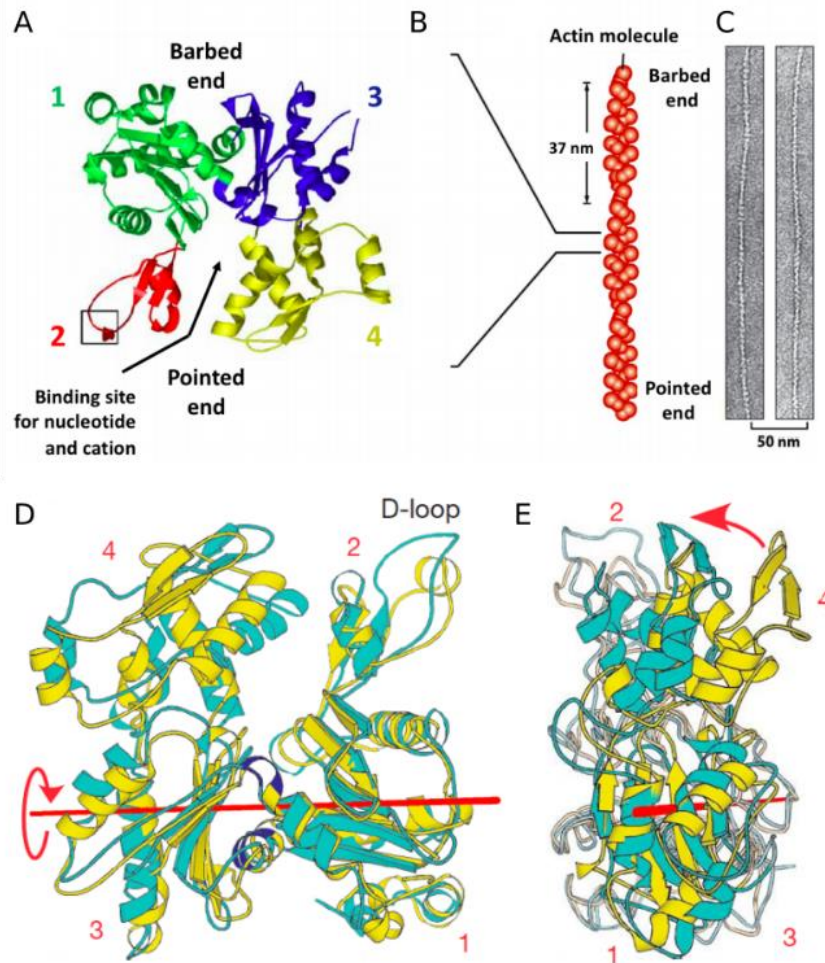 A
B
C
Barbed
end
1
3
2
4
Pointed
end
Binding site
for nucleotide
and cation
Actin molecule
Barbed
end
37 nm
Pointed
end
50 nm
D
D-loop
4
2
3
1
E
2
4
1
3